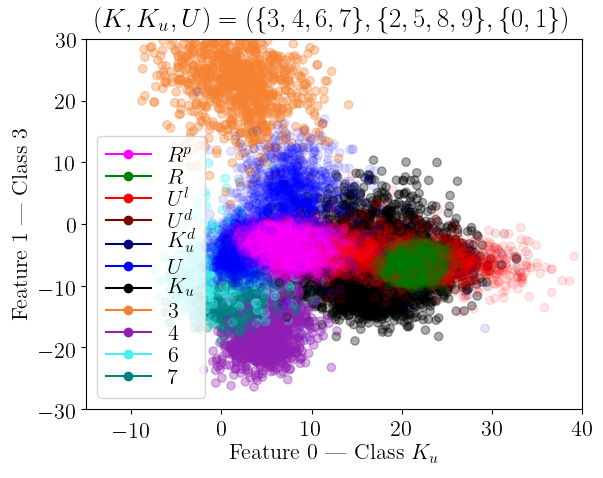 (K, K_u, U) = ({3, 4, 6, 7}, {2, 5, 8, 9}, {0, 1})
Feature 1 — Class 3
30
20
10
0
−10
−20
−30
R^p
R
U^l
U^d
K_u^d
U
K_u
3
4
6
7
−10 0 10 20 30 40
Feature 0 — Class K_u